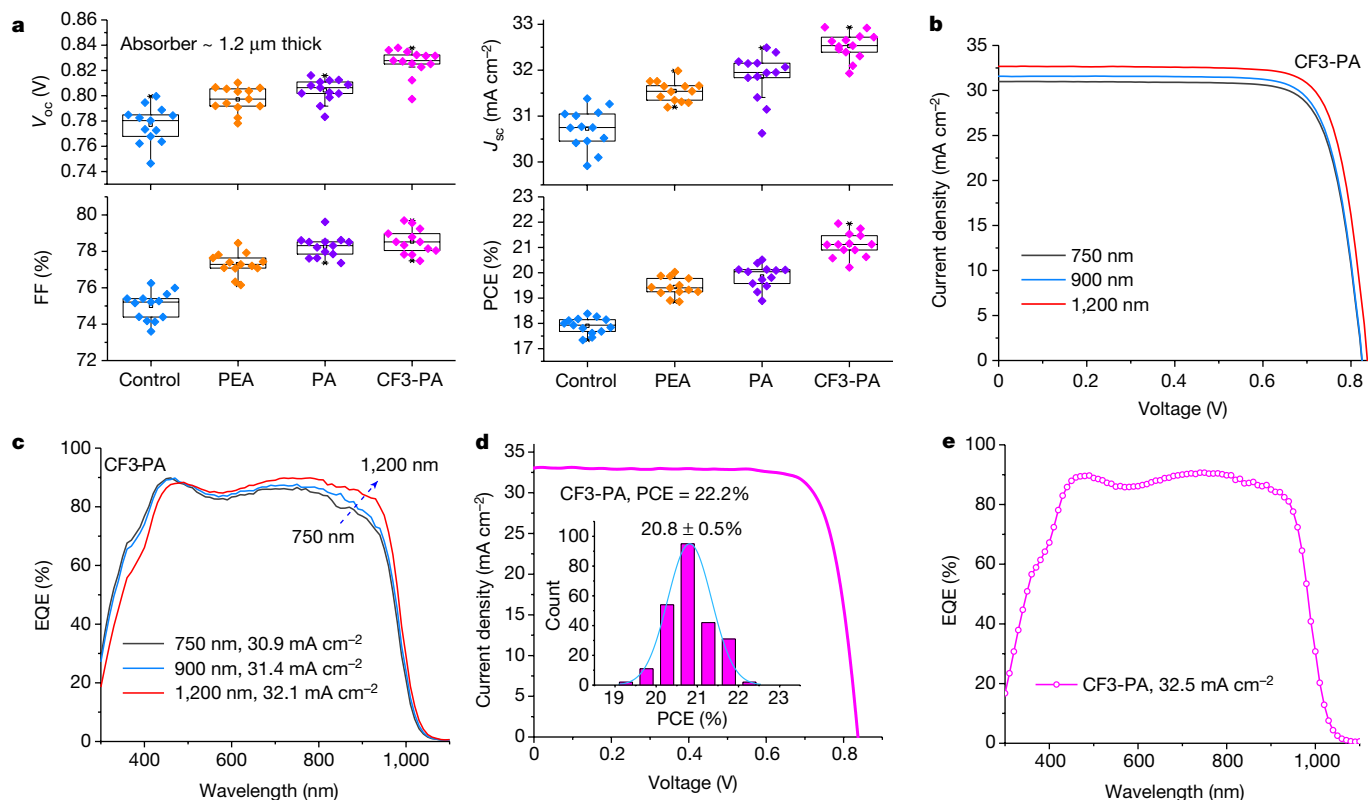 a
Absorber ~ 1.2 μm thick
V_oc (V)
0.86
0.84
0.82
0.80
0.78
0.76
0.74
0.72
J_sc (mA cm⁻²)
33
32
31
30
29
FF (%)
80
78
76
74
72
Control PEA PA CF3-PA
PCE (%)
23
22
21
20
19
18
17
Control PEA PA CF3-PA
b
CF3-PA
Current density (mA cm⁻²)
35
30
25
20
15
10
5
0
750 nm
900 nm
1,200 nm
0 0.2 0.4 0.6 0.8
Voltage (V)
c
CF3-PA
EQE (%)
100
80
60
40
20
0
1,200 nm
750 nm
750 nm, 30.9 mA cm⁻²
900 nm, 31.4 mA cm⁻²
1,200 nm, 32.1 mA cm⁻²
400 600 800 1,000
Wavelength (nm)
d
Current density (mA cm⁻²)
35
30
25
20
15
10
5
0
CF3-PA, PCE = 22.2%
20.8 ± 0.5%
Count
100
80
60
40
20
0
19 20 21 22 23
PCE (%)
0 0.2 0.4 0.6 0.8
Voltage (V)
e
EQE (%)
100
80
60
40
20
0
CF3-PA, 32.5 mA cm⁻²
400 600 800 1,000
Wavelength (nm)